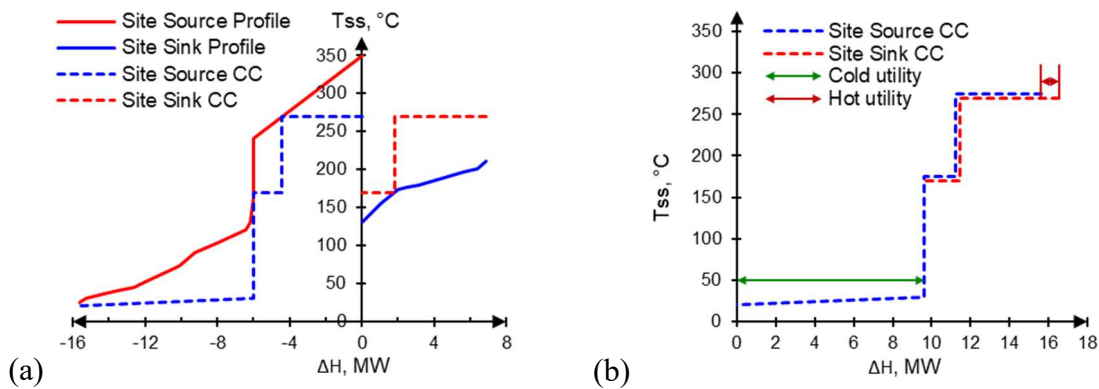 Site Source Profile
Site Sink Profile
Site Source CC
Site Sink CC
Tss, °C
350
300
250
200
150
100
50
0
-16
-12
-8
-4
0
4
8
ΔH, MW
(a)
Site Source CC
Site Sink CC
Cold utility
Hot utility
Tss, °C
350
300
250
200
150
100
50
0
0
2
4
6
8
10
12
14
16
18
ΔH, MW
(b)